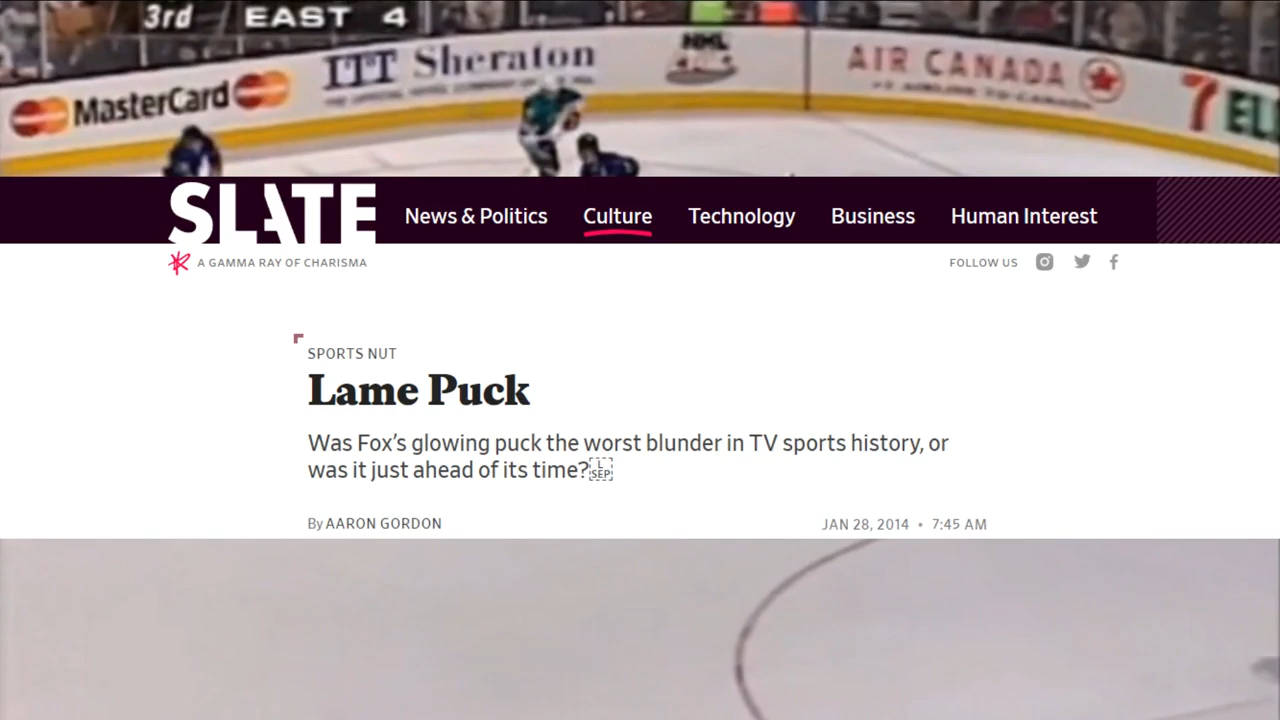 3rd EAST 4
MasterCard
ITT Sheraton
NHL
AIR CANADA
7 ELE
SLATE
News & Politics Culture Technology Business Human Interest
A GAMMA RAY OF CHARISMA
FOLLOW US
SPORTS NUT
Lame Puck
Was Fox’s glowing puck the worst blunder in TV sports history, or
was it just ahead of its time?
By AARON GORDON
JAN 28, 2014 • 7:45 AM